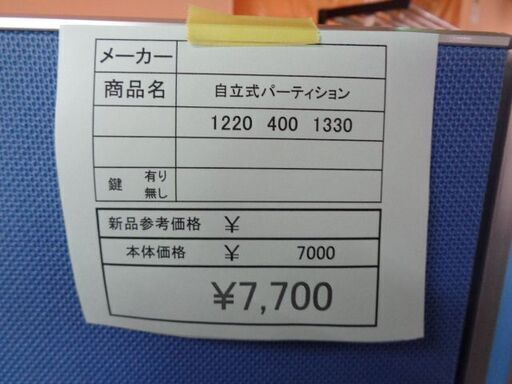 メーカー
商品名 自立式パーティション
1220 400 1330
鍵 有り
無し
新品参考価格 ¥
本体価格 ¥ 7000
¥7,700